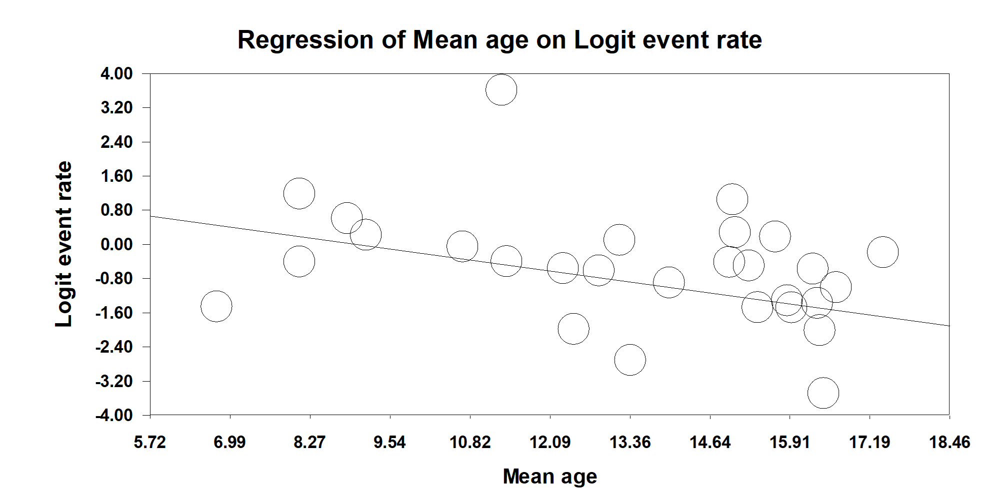 Regression of Mean age on Logit event rate
4.00
3.20
2.40
1.60
0.80
0.00
-0.80
-1.60
-2.40
-3.20
-4.00
Logit event rate
5.72 6.99 8.27 9.54 10.82 12.09 13.36 14.64 15.91 17.19 18.46
Mean age